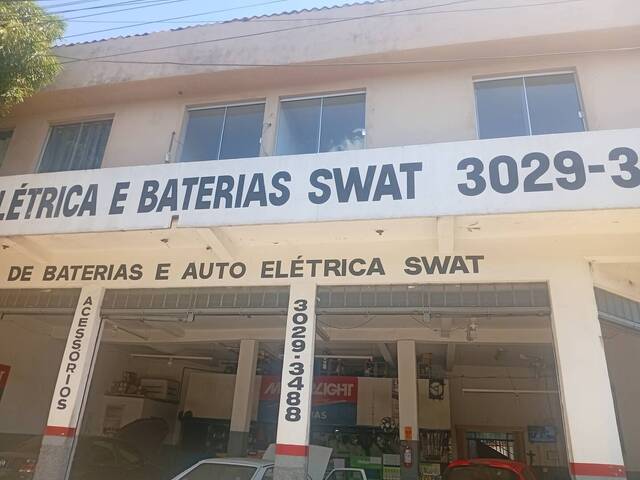 LÉTRICA E BATERIAS SWAT 3029-3
DE BATERIAS E AUTO ELÉTRICA SWAT
ACESSÓRIOS
3029-3488